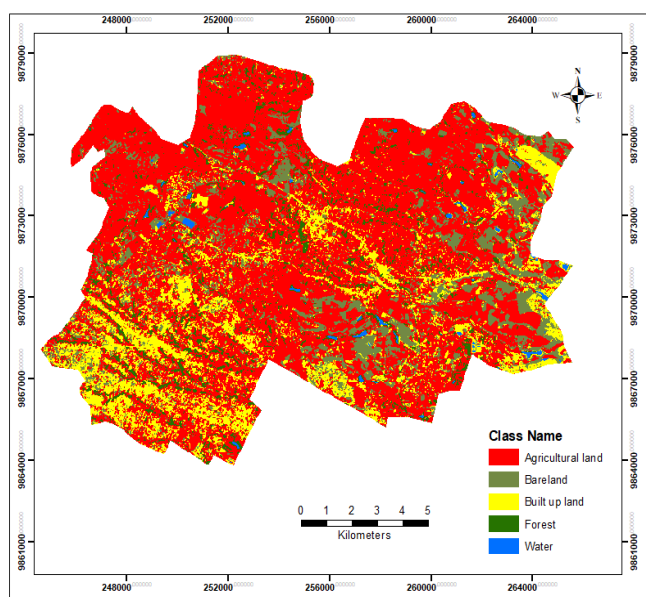 248000 252000 256000 260000 264000
9879000 9879000
N
W E
S
9876000 9876000
9873000 9873000
9870000 9870000
9867000 9867000
9864000 9864000
9861000 9861000
Class Name
Agricultural land
Bareland
Built up land
Forest
Water
0 1 2 3 4 5
Kilometers
248000 252000 256000 260000 264000